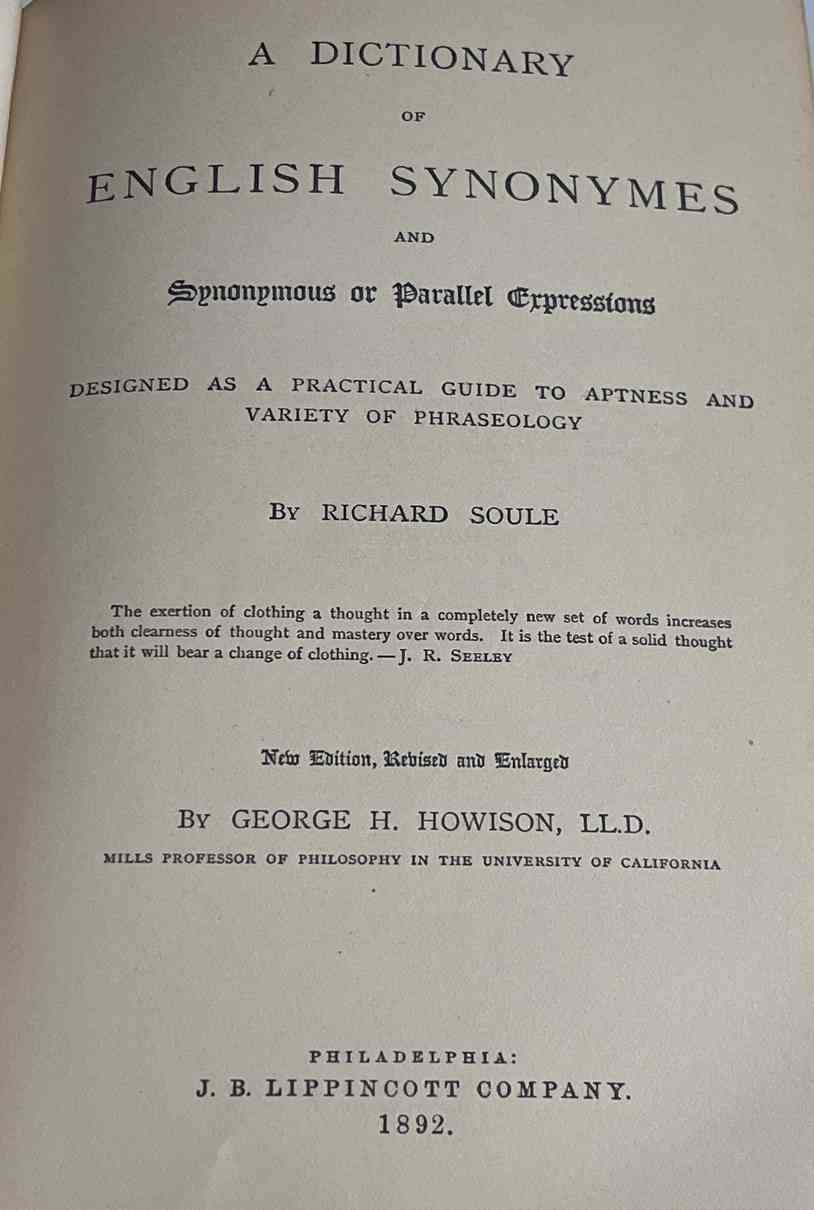 A DICTIONARY
OF
ENGLISH SYNONYMES
AND
Synonymous or Parallel Expressions
DESIGNED AS A PRACTICAL GUIDE TO APTNESS AND
VARIETY OF PHRASEOLOGY
By RICHARD SOULE
The exertion of clothing a thought in a completely new set of words increases
both clearness of thought and mastery over words. It is the test of a solid thought
that it will bear a change of clothing. — J. R. SEELEY
New Edition, Revised and Enlarged
By GEORGE H. HOWISON, LL.D.
MILLS PROFESSOR OF PHILOSOPHY IN THE UNIVERSITY OF CALIFORNIA
PHILADELPHIA:
J. B. LIPPINCOTT COMPANY.
1892.